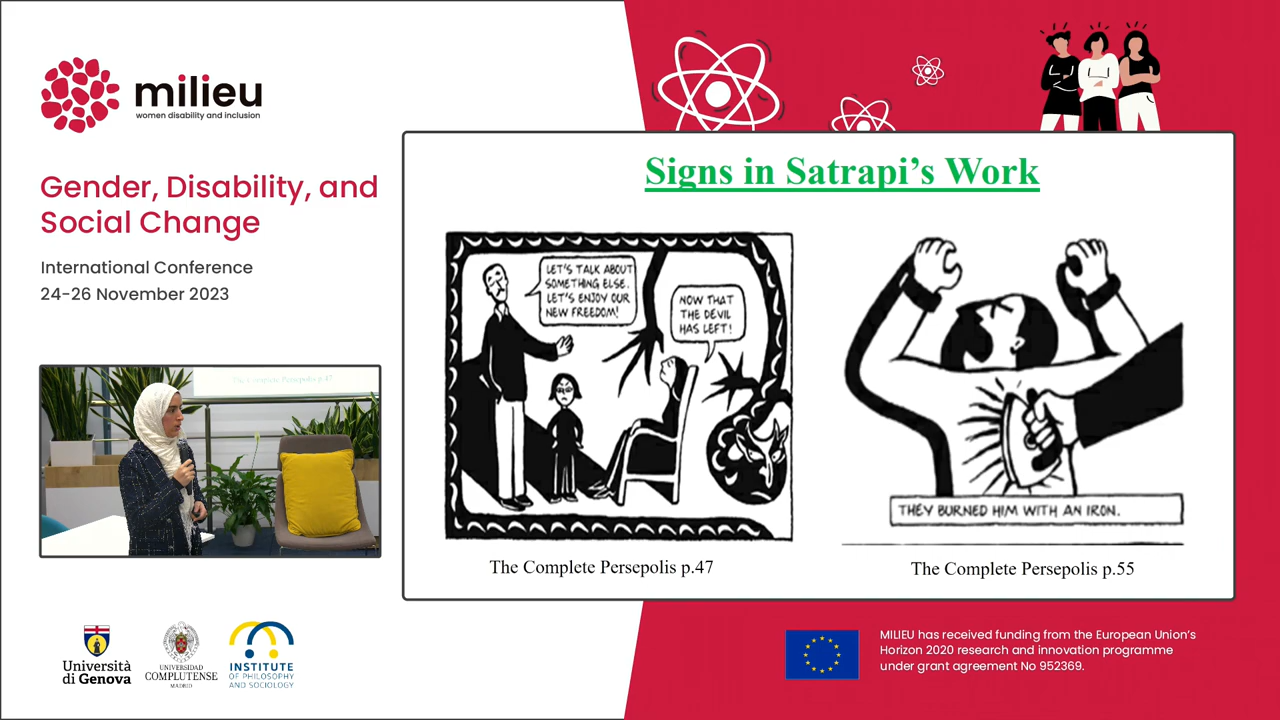 milieu
women disability and inclusion
Gender, Disability, and
Social Change
International Conference
24-26 November 2023
The Complete Persepolis p.47
Università
di Genova
UNIVERSIDAD
COMPLUTENSE
MADRID
INSTITUTE
OF PHILOSOPHY
AND SOCIOLOGY
Signs in Satrapi's Work
LET'S TALK ABOUT
SOMETHING ELSE.
LET'S ENJOY OUR
NEW FREEDOM!
NOW THAT
THE DEVIL
HAS LEFT!
The Complete Persepolis p.47
THEY BURNED HIM WITH AN IRON.
The Complete Persepolis p.55
MILIEU has received funding from the European Union's
Horizon 2020 research and innovation programme
under grant agreement No 952369.